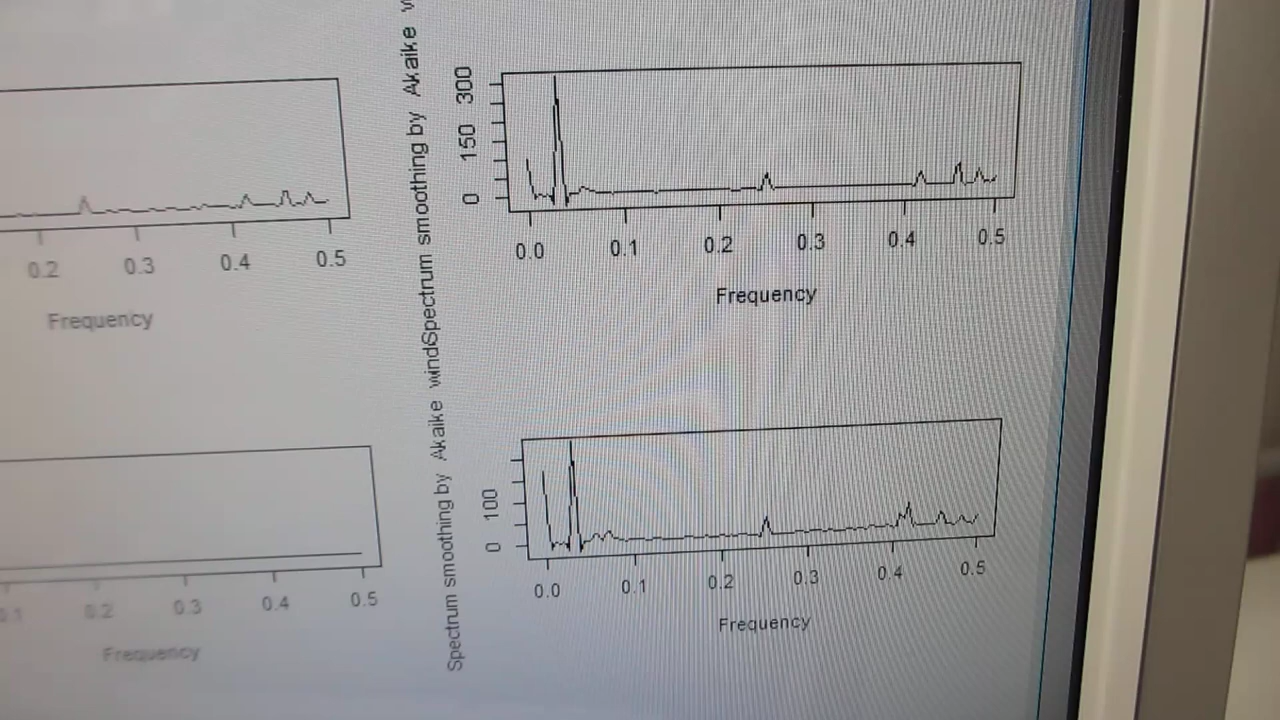 0.2 0.3 0.4 0.5
Frequency
0.1 0.2 0.3 0.4 0.5
Frequency
Spectrum smoothing by Akaike wind
Spectrum smoothing by Akaike w
0 150 300
0.0 0.1 0.2 0.3 0.4 0.5
Frequency
0 100
0.0 0.1 0.2 0.3 0.4 0.5
Frequency